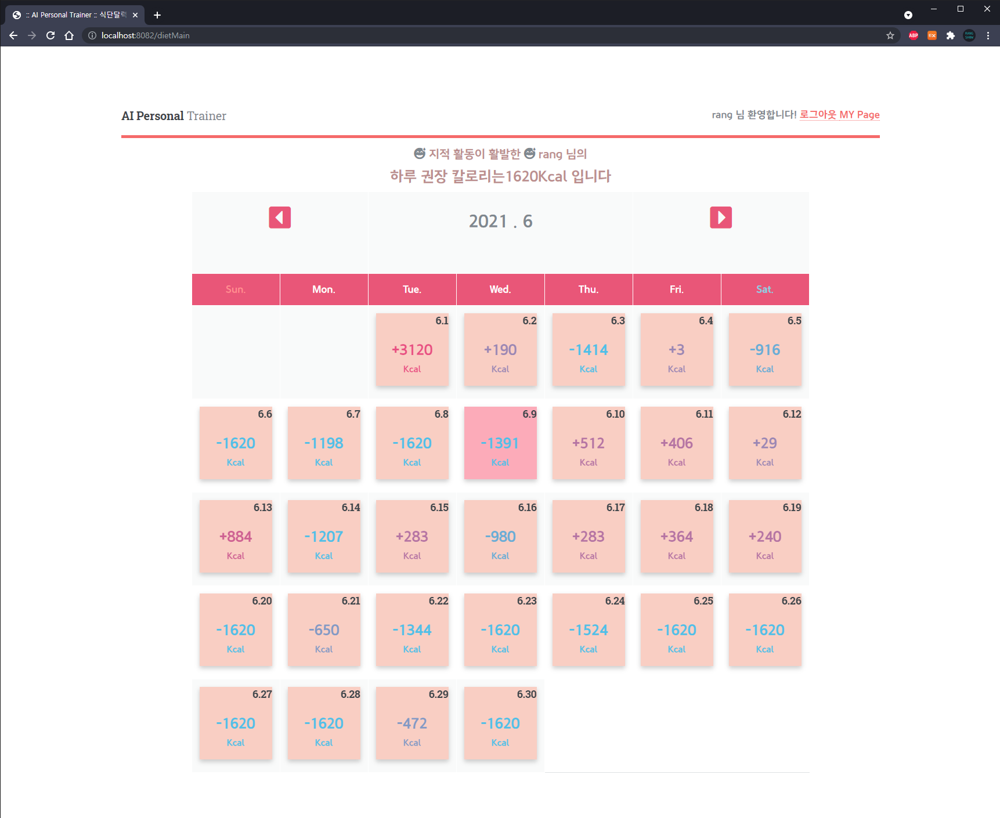 :: AI Personal Trainer :: 식단달력
localhost:8082/dietMain
ABP
EX
RANG
SHOW
AI Personal Trainer
rang 님 환영합니다! 로그아웃 MY Page
지적 활동이 활발한 rang 님의
하루 권장 칼로리는1620Kcal 입니다
2021 . 6
Sun. Mon. Tue. Wed. Thu. Fri. Sat.
6.1 6.2 6.3 6.4 6.5
+3120 +190 -1414 +3 -916
Kcal Kcal Kcal Kcal Kcal
6.6 6.7 6.8 6.9 6.10 6.11 6.12
-1620 -1198 -1620 -1391 +512 +406 +29
Kcal Kcal Kcal Kcal Kcal Kcal Kcal
6.13 6.14 6.15 6.16 6.17 6.18 6.19
+884 -1207 +283 -980 +283 +364 +240
Kcal Kcal Kcal Kcal Kcal Kcal Kcal
6.20 6.21 6.22 6.23 6.24 6.25 6.26
-1620 -650 -1344 -1620 -1524 -1620 -1620
Kcal Kcal Kcal Kcal Kcal Kcal Kcal
6.27 6.28 6.29 6.30
-1620 -1620 -472 -1620
Kcal Kcal Kcal Kcal